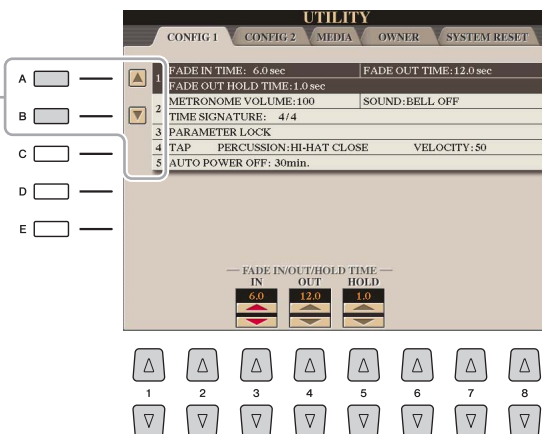 UTILITY
CONFIG 1 CONFIG 2 MEDIA OWNER SYSTEM RESET
A
B
C
D
E
1 FADE IN TIME: 6.0 sec FADE OUT TIME:12.0 sec
FADE OUT HOLD TIME:1.0 sec
2 METRONOME VOLUME:100 SOUND:BELL OFF
TIME SIGNATURE: 4/4
3 PARAMETER LOCK
4 TAP PERCUSSION:HI-HAT CLOSE VELOCITY:50
5 AUTO POWER OFF: 30min.
FADE IN/OUT/HOLD TIME
IN OUT HOLD
6.0 12.0 1.0
1 2 3 4 5 6 7 8